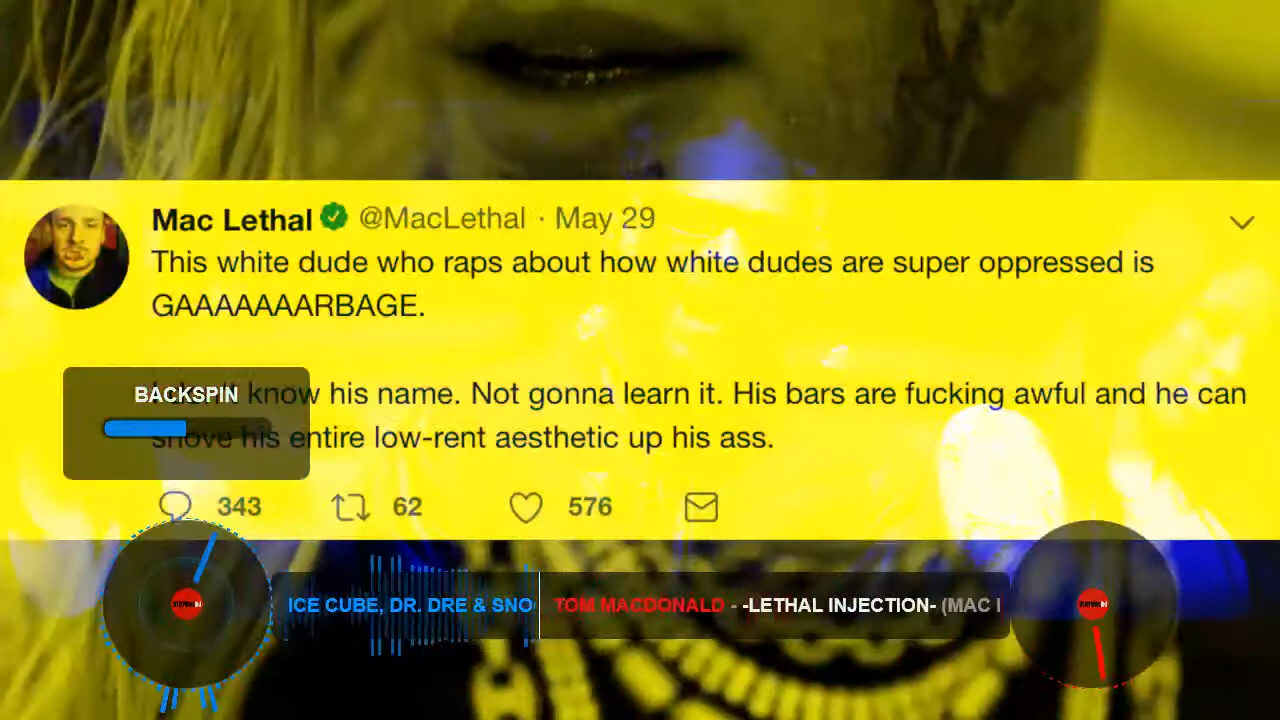 Mac Lethal @MacLethal · May 29
This white dude who raps about how white dudes are super oppressed is
GAAAAAAARBAGE.
BACKSPIN
know his name. Not gonna learn it. His bars are fucking awful and he can
shove his entire low-rent aesthetic up his ass.
343 62 576
ICE CUBE, DR. DRE & SNO
TOM MACDONALD - -LETHAL INJECTION- (MAC